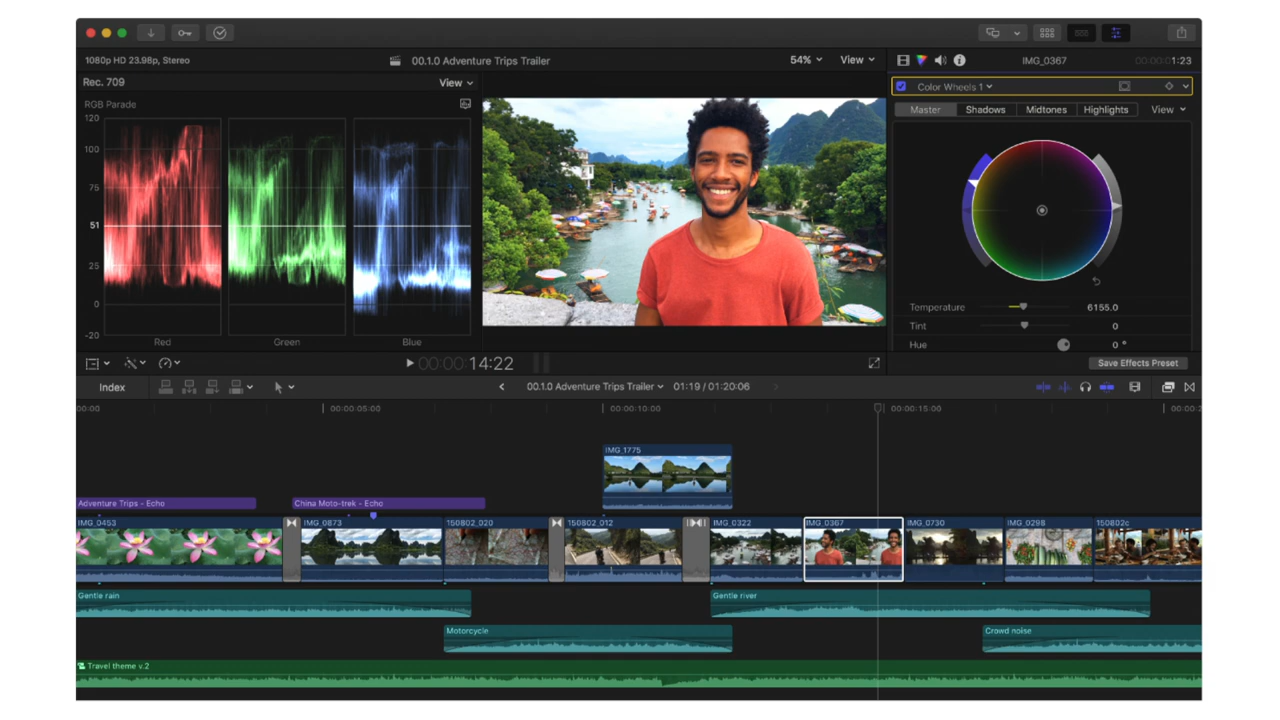 1080p HD 23.98p, Stereo
00.1.0 Adventure Trips Trailer
54%
View
IMG_0367
00:00:01:23
Rec. 709
View
Color Wheels 1
RGB Parade
Master
Shadows
Midtones
Highlights
View
120
100
75
51
25
0
-20
Red
Green
Blue
Temperature
6155.0
Tint
0
Hue
0 °
00:00:14:22
Save Effects Preset
Index
00.1.0 Adventure Trips Trailer
01:19 / 01:20:06
00:00
00:00:05:00
00:00:10:00
00:00:15:00
00:00:2
IMG_1775
Adventure Trips - Echo
China Moto-trek - Echo
IMG_0453
IMG_0873
150802_020
150802_012
IMG_0322
IMG_0367
IMG_0730
IMG_0298
150802c
Gentle rain
Gentle river
Motorcycle
Crowd noise
Travel theme v.2